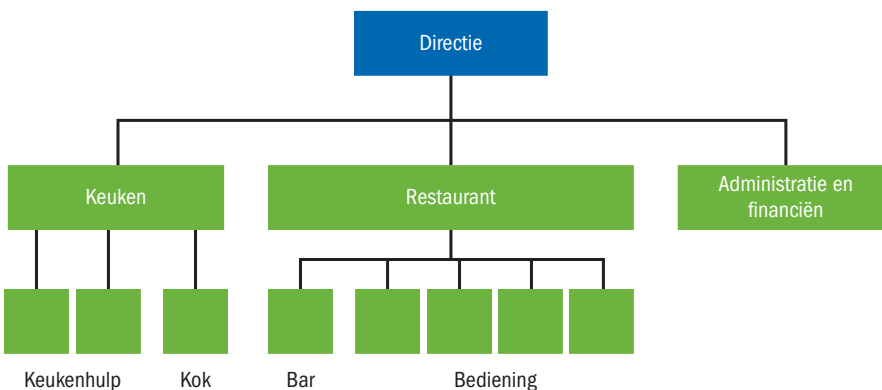 Directie
Keuken
Restaurant
Administratie en
financiën
Keukenhulp
Kok
Bar
Bediening